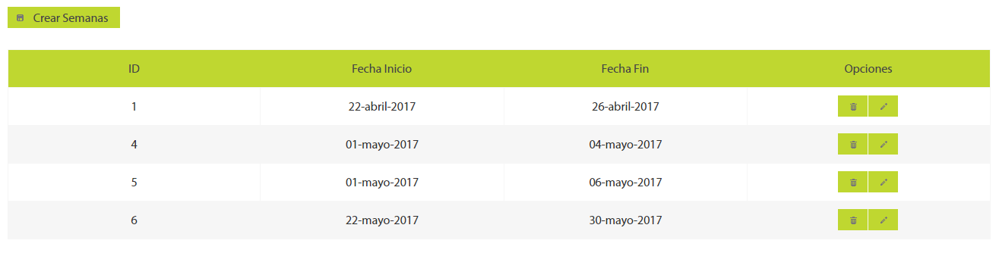 Crear Semanas
ID Fecha Inicio Fecha Fin Opciones
1 22-abril-2017 26-abril-2017
4 01-mayo-2017 04-mayo-2017
5 01-mayo-2017 06-mayo-2017
6 22-mayo-2017 30-mayo-2017